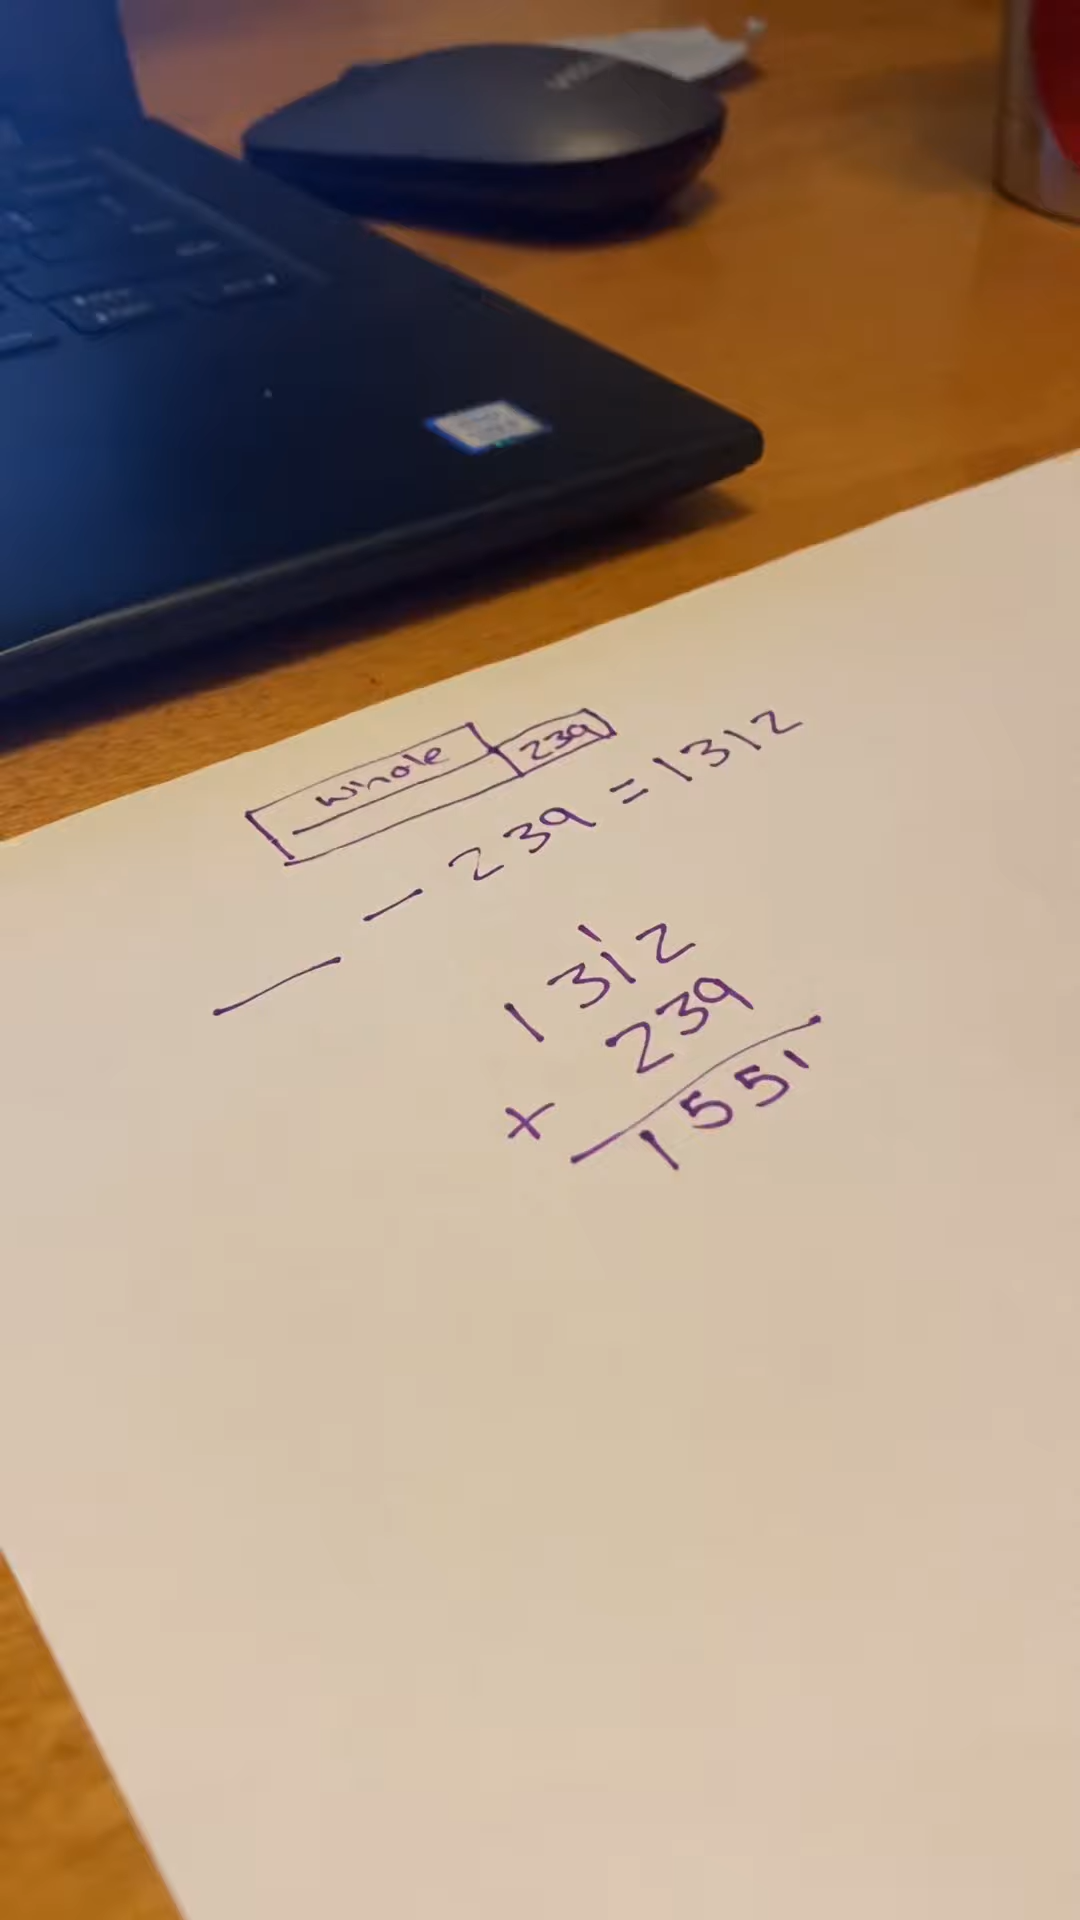 whole 239
___ - 239 = 1312
1
1312
239
+
1551